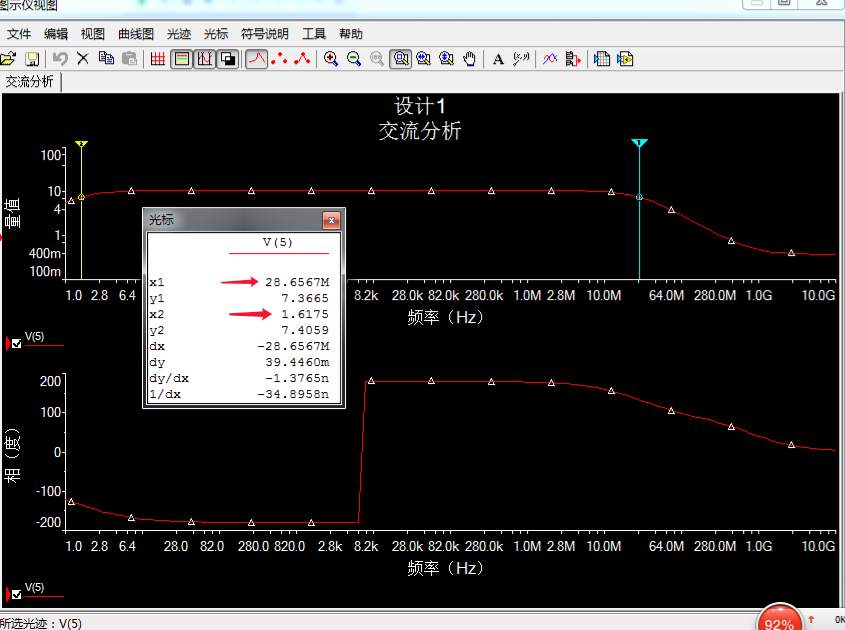 图示仪视图
文件 编辑 视图 曲线图 光迹 光标 符号说明 工具 帮助
交流分析
设计1
交流分析
量值
100
10
4
1
400m
100m
1.0 2.8 6.4 8.2k 28.0k 82.0k 280.0k 1.0M 2.8M 10.0M 64.0M 280.0M 1.0G 10.0G
频率（Hz）
V(5)
光标
V(5)
x1 28.6567M
y1 7.3665
x2 1.6175
y2 7.4059
dx -28.6567M
dy 39.4460m
dy/dx -1.3765n
1/dx -34.8958n
相（度）
200
100
0
-100
-200
1.0 2.8 6.4 28.0 82.0 280.0 820.0 2.8k 8.2k 28.0k 82.0k 280.0k 1.0M 2.8M 10.0M 64.0M 280.0M 1.0G 10.0G
频率（Hz）
V(5)
所选光迹：V(5)
92%
0K